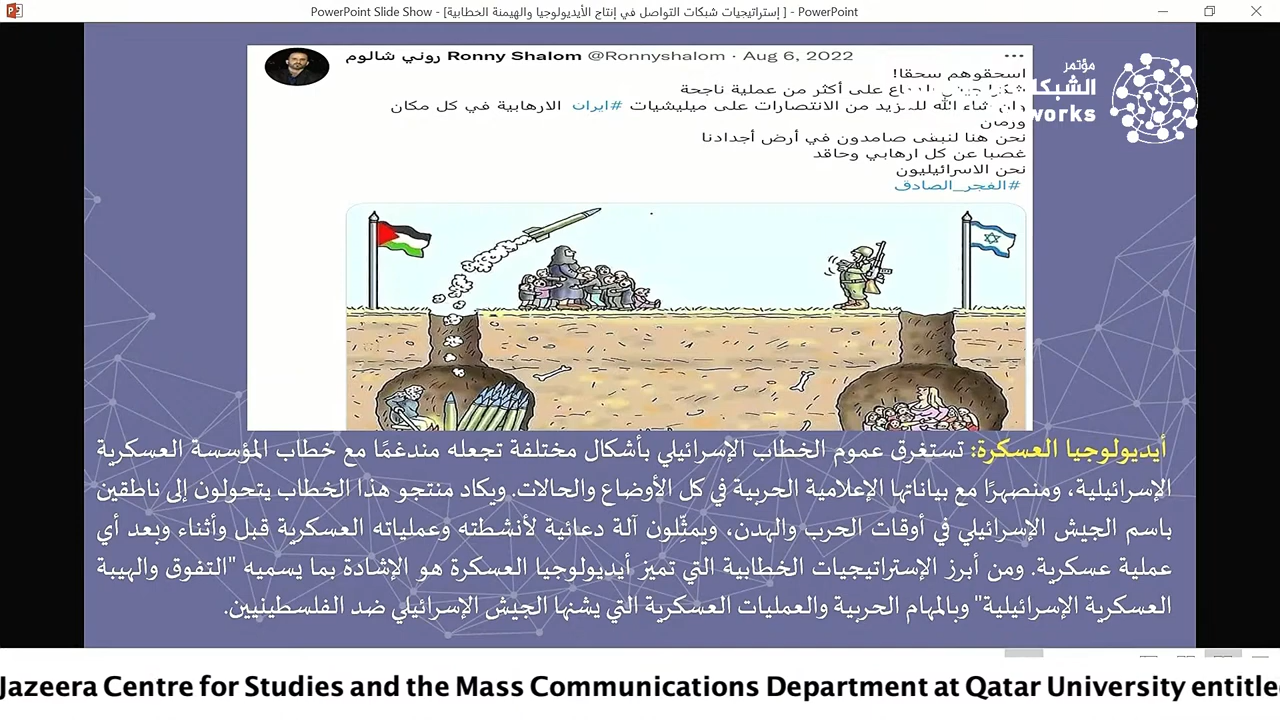 PowerPoint Slide Show - [إستراتيجيات شبكات التواصل في إنتاج الأيديولوجيا والهيمنة الخطابية] - PowerPoint
روني شالوم Ronny Shalom @Ronnyshalom · Aug 6, 2022
اسحقوهم سحقا!
على أكثر من عملية ناجحة
شاء الله للمزيد من الانتصارات على ميليشيات #ايران الارهابية في كل مكان
وزمان
نحن هنا لنبقى صامدون في أرض أجدادنا
غصبا عن كل ارهابي وحاقد
نحن الاسرائيليون
#الفجر_الصادق
مؤتمر
أيديولوجيا العسكرة: تستغرق عموم الخطاب الإسرائيلي بأشكال مختلفة تجعله مندغمًا مع خطاب المؤسسة العسكرية
الإسرائيلية، ومنصهرًا مع بياناتها الإعلامية الحربية في كل الأوضاع والحالات. ويكاد منتجو هذا الخطاب يتحولون إلى ناطقين
باسم الجيش الإسرائيلي في أوقات الحرب والهدن، ويمثّلون آلة دعائية لأنشطته وعملياته العسكرية قبل وأثناء وبعد أي
عملية عسكرية. ومن أبرز الإستراتيجيات الخطابية التي تميز أيديولوجيا العسكرة هو الإشادة بما يسميه "التفوق والهيبة
العسكرية الإسرائيلية" وبالمهام الحربية والعمليات العسكرية التي يشنها الجيش الإسرائيلي ضد الفلسطينيين.
Jazeera Centre for Studies and the Mass Communications Department at Qatar University entitled